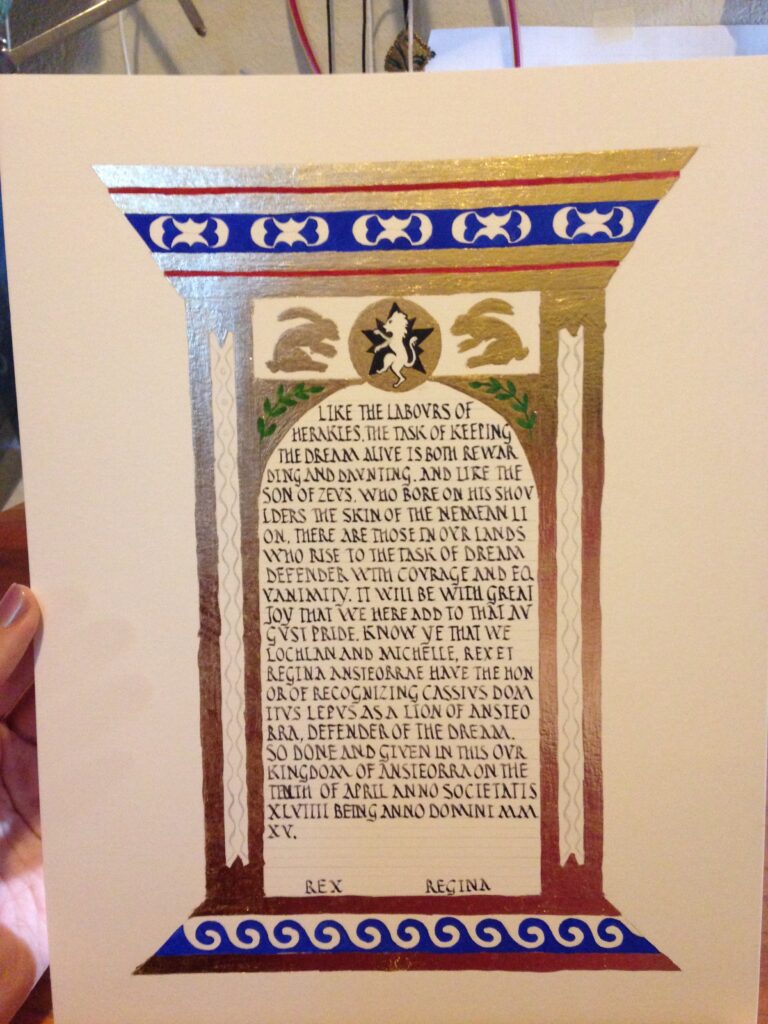 LIKE THE LABOVRS OF
HERAKLES, THE TASK OF KEEPING
THE DREAM ALIVE IS BOTH REWAR
DING AND DAVNTING. AND LIKE THE
SON OF ZEVS, WHO BORE ON HIS SHOV
LDERS THE SKIN OF THE NEMEAN LI
ON, THERE ARE THOSE IN OVR LANDS
WHO RISE TO THE TASK OF DREAM
DEFENDER WITH COVRAGE AND EQ
VANIMITY. IT WILL BE WITH GREAT
JOY THAT WE HERE ADD TO THAT AV
GVST PRIDE. KNOW YE THAT WE
LOCHLAN AND MICHELLE, REX ET
REGINA ANSTEORRAE HAVE THE HON
OR OF RECOGNIZING CASSIVS DOM
ITVS LEPVS AS A LION OF ANSTEO
RRA, DEFENDER OF THE DREAM.
SO DONE AND GIVEN IN THIS OVR
KINGDOM OF ANSTEORRA ON THE
TENTH OF APRIL ANNO SOCIETATIS
XLVIIII BEING ANNO DOMINI MM
XV.
REX REGINA